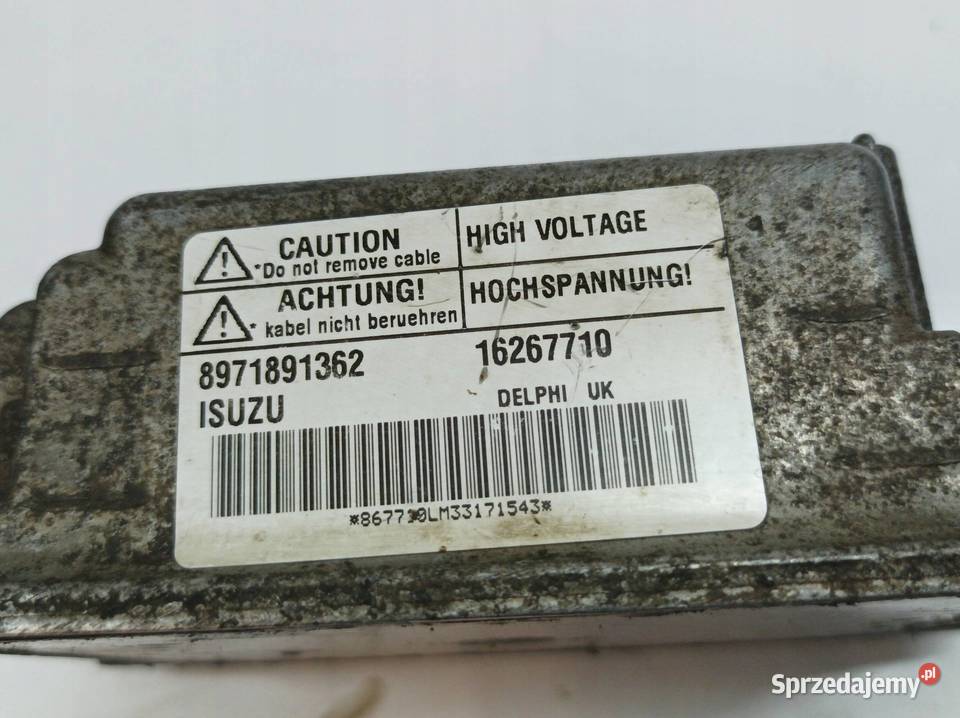 CAUTION HIGH VOLTAGE
*Do not remove cable
ACHTUNG! HOCHSPANNUNG!
* kabel nicht beruehren
8971891362 16267710
ISUZU DELPHI UK
*867710LM33171543*
Sprzedajemy.pl